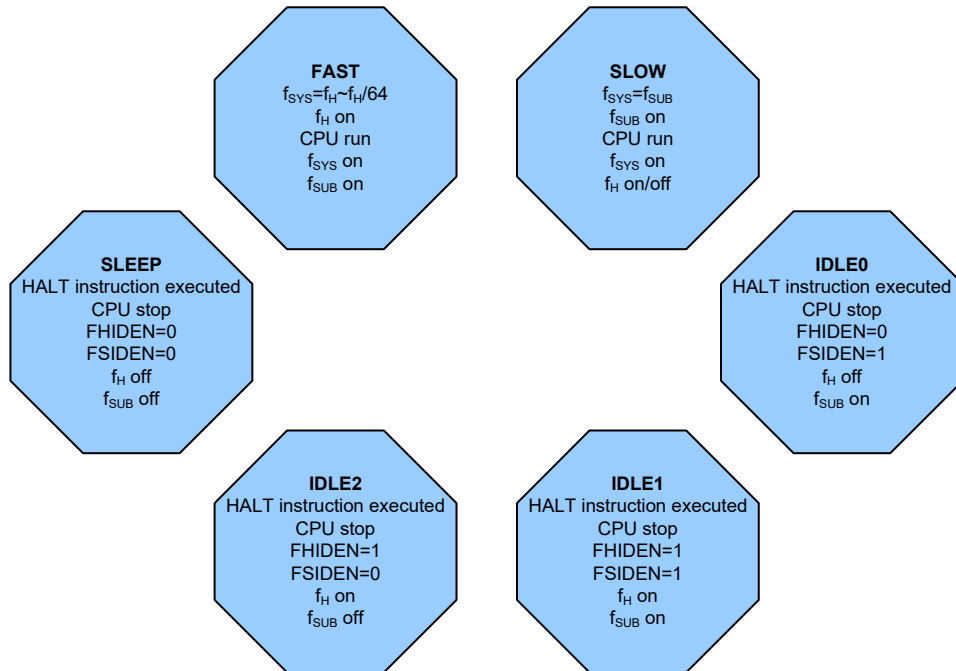 FAST
fSYS=fH~fH/64
fH on
CPU run
fSYS on
fSUB on
SLOW
fSYS=fSUB
fSUB on
CPU run
fSYS on
fH on/off
SLEEP
HALT instruction executed
CPU stop
FHIDEN=0
FSIDEN=0
fH off
fSUB off
IDLE0
HALT instruction executed
CPU stop
FHIDEN=0
FSIDEN=1
fH off
fSUB on
IDLE2
HALT instruction executed
CPU stop
FHIDEN=1
FSIDEN=0
fH on
fSUB off
IDLE1
HALT instruction executed
CPU stop
FHIDEN=1
FSIDEN=1
fH on
fSUB on